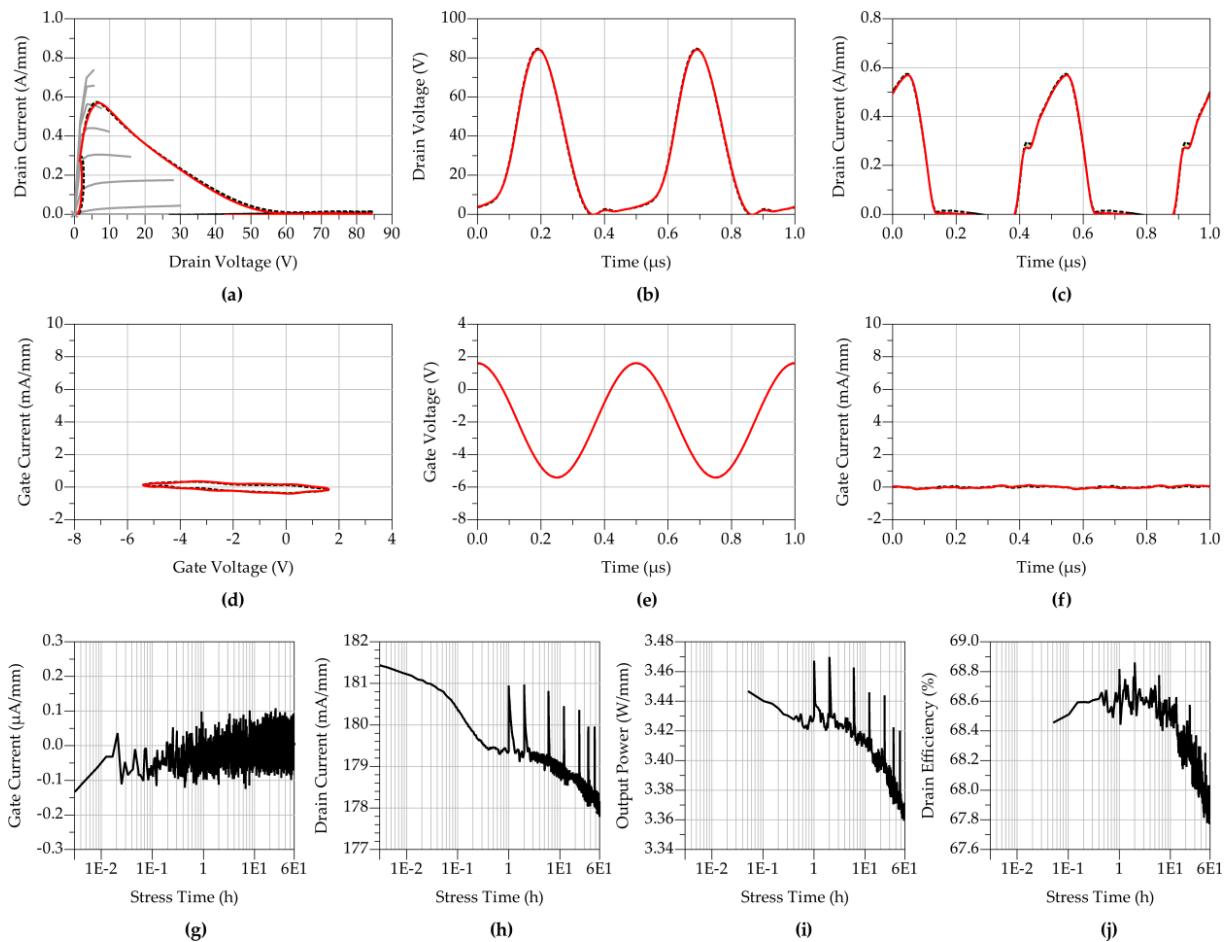 1.0
0.8
0.6
0.4
0.2
0.0
Drain Current (A/mm)
0 10 20 30 40 50 60 70 80 90
Drain Voltage (V)
(a)
100
80
60
40
20
0
Drain Voltage (V)
0.0 0.2 0.4 0.6 0.8 1.0
Time (μs)
(b)
0.8
0.6
0.4
0.2
0.0
Drain Current (A/mm)
0.0 0.2 0.4 0.6 0.8 1.0
Time (μs)
(c)
10
8
6
4
2
0
-2
Gate Current (mA/mm)
-8 -6 -4 -2 0 2 4
Gate Voltage (V)
(d)
4
2
0
-2
-4
-6
-8
Gate Voltage (V)
0.0 0.2 0.4 0.6 0.8 1.0
Time (μs)
(e)
10
8
6
4
2
0
-2
Gate Current (mA/mm)
0.0 0.2 0.4 0.6 0.8 1.0
Time (μs)
(f)
0.3
0.2
0.1
0.0
-0.1
-0.2
-0.3
Gate Current (μA/mm)
1E-2 1E-1 1 1E1 6E1
Stress Time (h)
(g)
182
181
180
179
178
177
Drain Current (mA/mm)
1E-2 1E-1 1 1E1 6E1
Stress Time (h)
(h)
3.48
3.46
3.44
3.42
3.40
3.38
3.36
3.34
Output Power (W/mm)
1E-2 1E-1 1 1E1 6E1
Stress Time (h)
(i)
69.0
68.8
68.6
68.4
68.2
68.0
67.8
67.6
Drain Efficiency (%)
1E-2 1E-1 1 1E1 6E1
Stress Time (h)
(j)